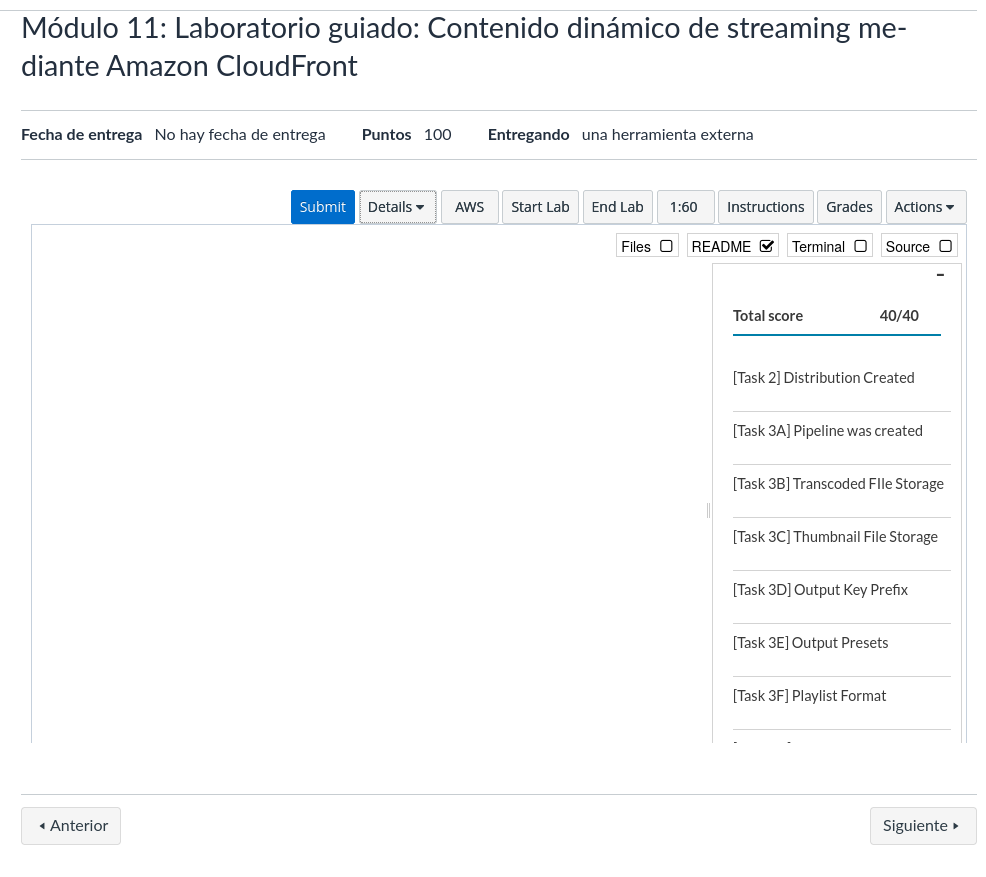 Módulo 11: Laboratorio guiado: Contenido dinámico de streaming me-
diante Amazon CloudFront
Fecha de entrega No hay fecha de entrega Puntos 100 Entregando una herramienta externa
Submit Details AWS Start Lab End Lab 1:60 Instructions Grades Actions
Files README Terminal Source
Total score 40/40
[Task 2] Distribution Created
[Task 3A] Pipeline was created
[Task 3B] Transcoded FIle Storage
[Task 3C] Thumbnail File Storage
[Task 3D] Output Key Prefix
[Task 3E] Output Presets
[Task 3F] Playlist Format
Anterior Siguiente